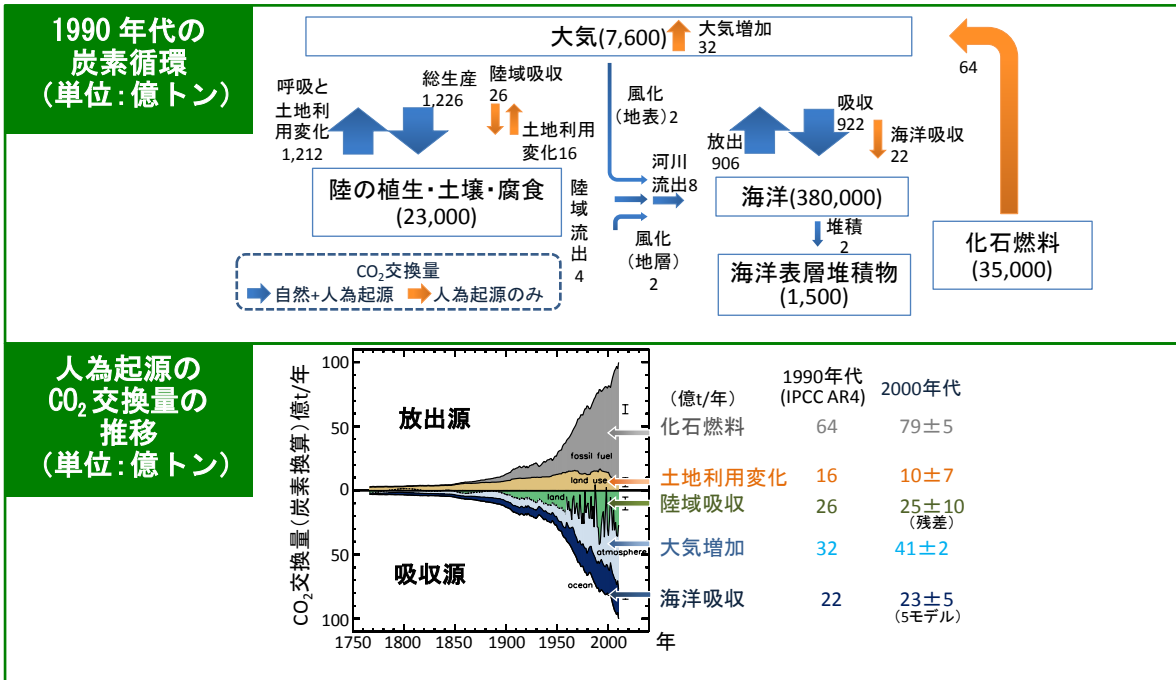 1990年代の
炭素循環
(単位:億トン)
大気(7,600)
大気増加
32
64
呼吸と
土地利
用変化
1,212
総生産
1,226
陸域吸収
26
土地利用
変化16
風化
(地表)2
放出
906
吸収
922
海洋吸収
22
河川
流出8
陸の植生・土壌・腐食
(23,000)
陸
域
流
出
4
風化
(地層)
2
海洋(380,000)
堆積
2
海洋表層堆積物
(1,500)
化石燃料
(35,000)
CO₂交換量
自然+人為起源
人為起源のみ
人為起源の
CO₂交換量の
推移
(単位:億トン)
CO₂交換量(炭素換算)億t/年
100
50
0
50
100
1750 1800 1850 1900 1950 2000 年
放出源
吸収源
fossil fuel
land use
land
atmosphere
ocean
(億t/年)
1990年代
(IPCC AR4)
2000年代
化石燃料 64 79±5
土地利用変化 16 10±7
陸域吸収 26 25±10
(残差)
大気増加 32 41±2
海洋吸収 22 23±5
(5モデル)